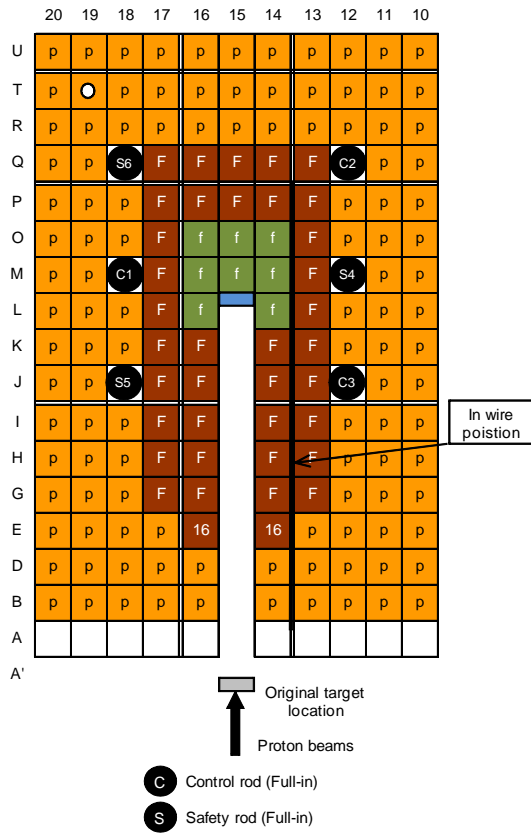 20 19 18 17 16 15 14 13 12 11 10
U p p p p p p p p p p p
T p p p p p p p p p p
R p p p p p p p p p p p
Q p p S6 F F F F F C2 p p
P p p p F F F F F p p p
O p p p F f f f F p p p
M p p C1 F f f f F S4 p p
L p p p F f f F p p p
K p p p F F F F p p p
J p p S5 F F F F C3 p p
I p p p F F F F p p p
H p p p F F F F p p p
G p p p F F F F p p p
E p p p p 16 16 p p p p
D p p p p p p p p p p
B p p p p p p p p p p
A
A'
In wire
poistion
Original target
location
Proton beams
C Control rod (Full-in)
S Safety rod (Full-in)